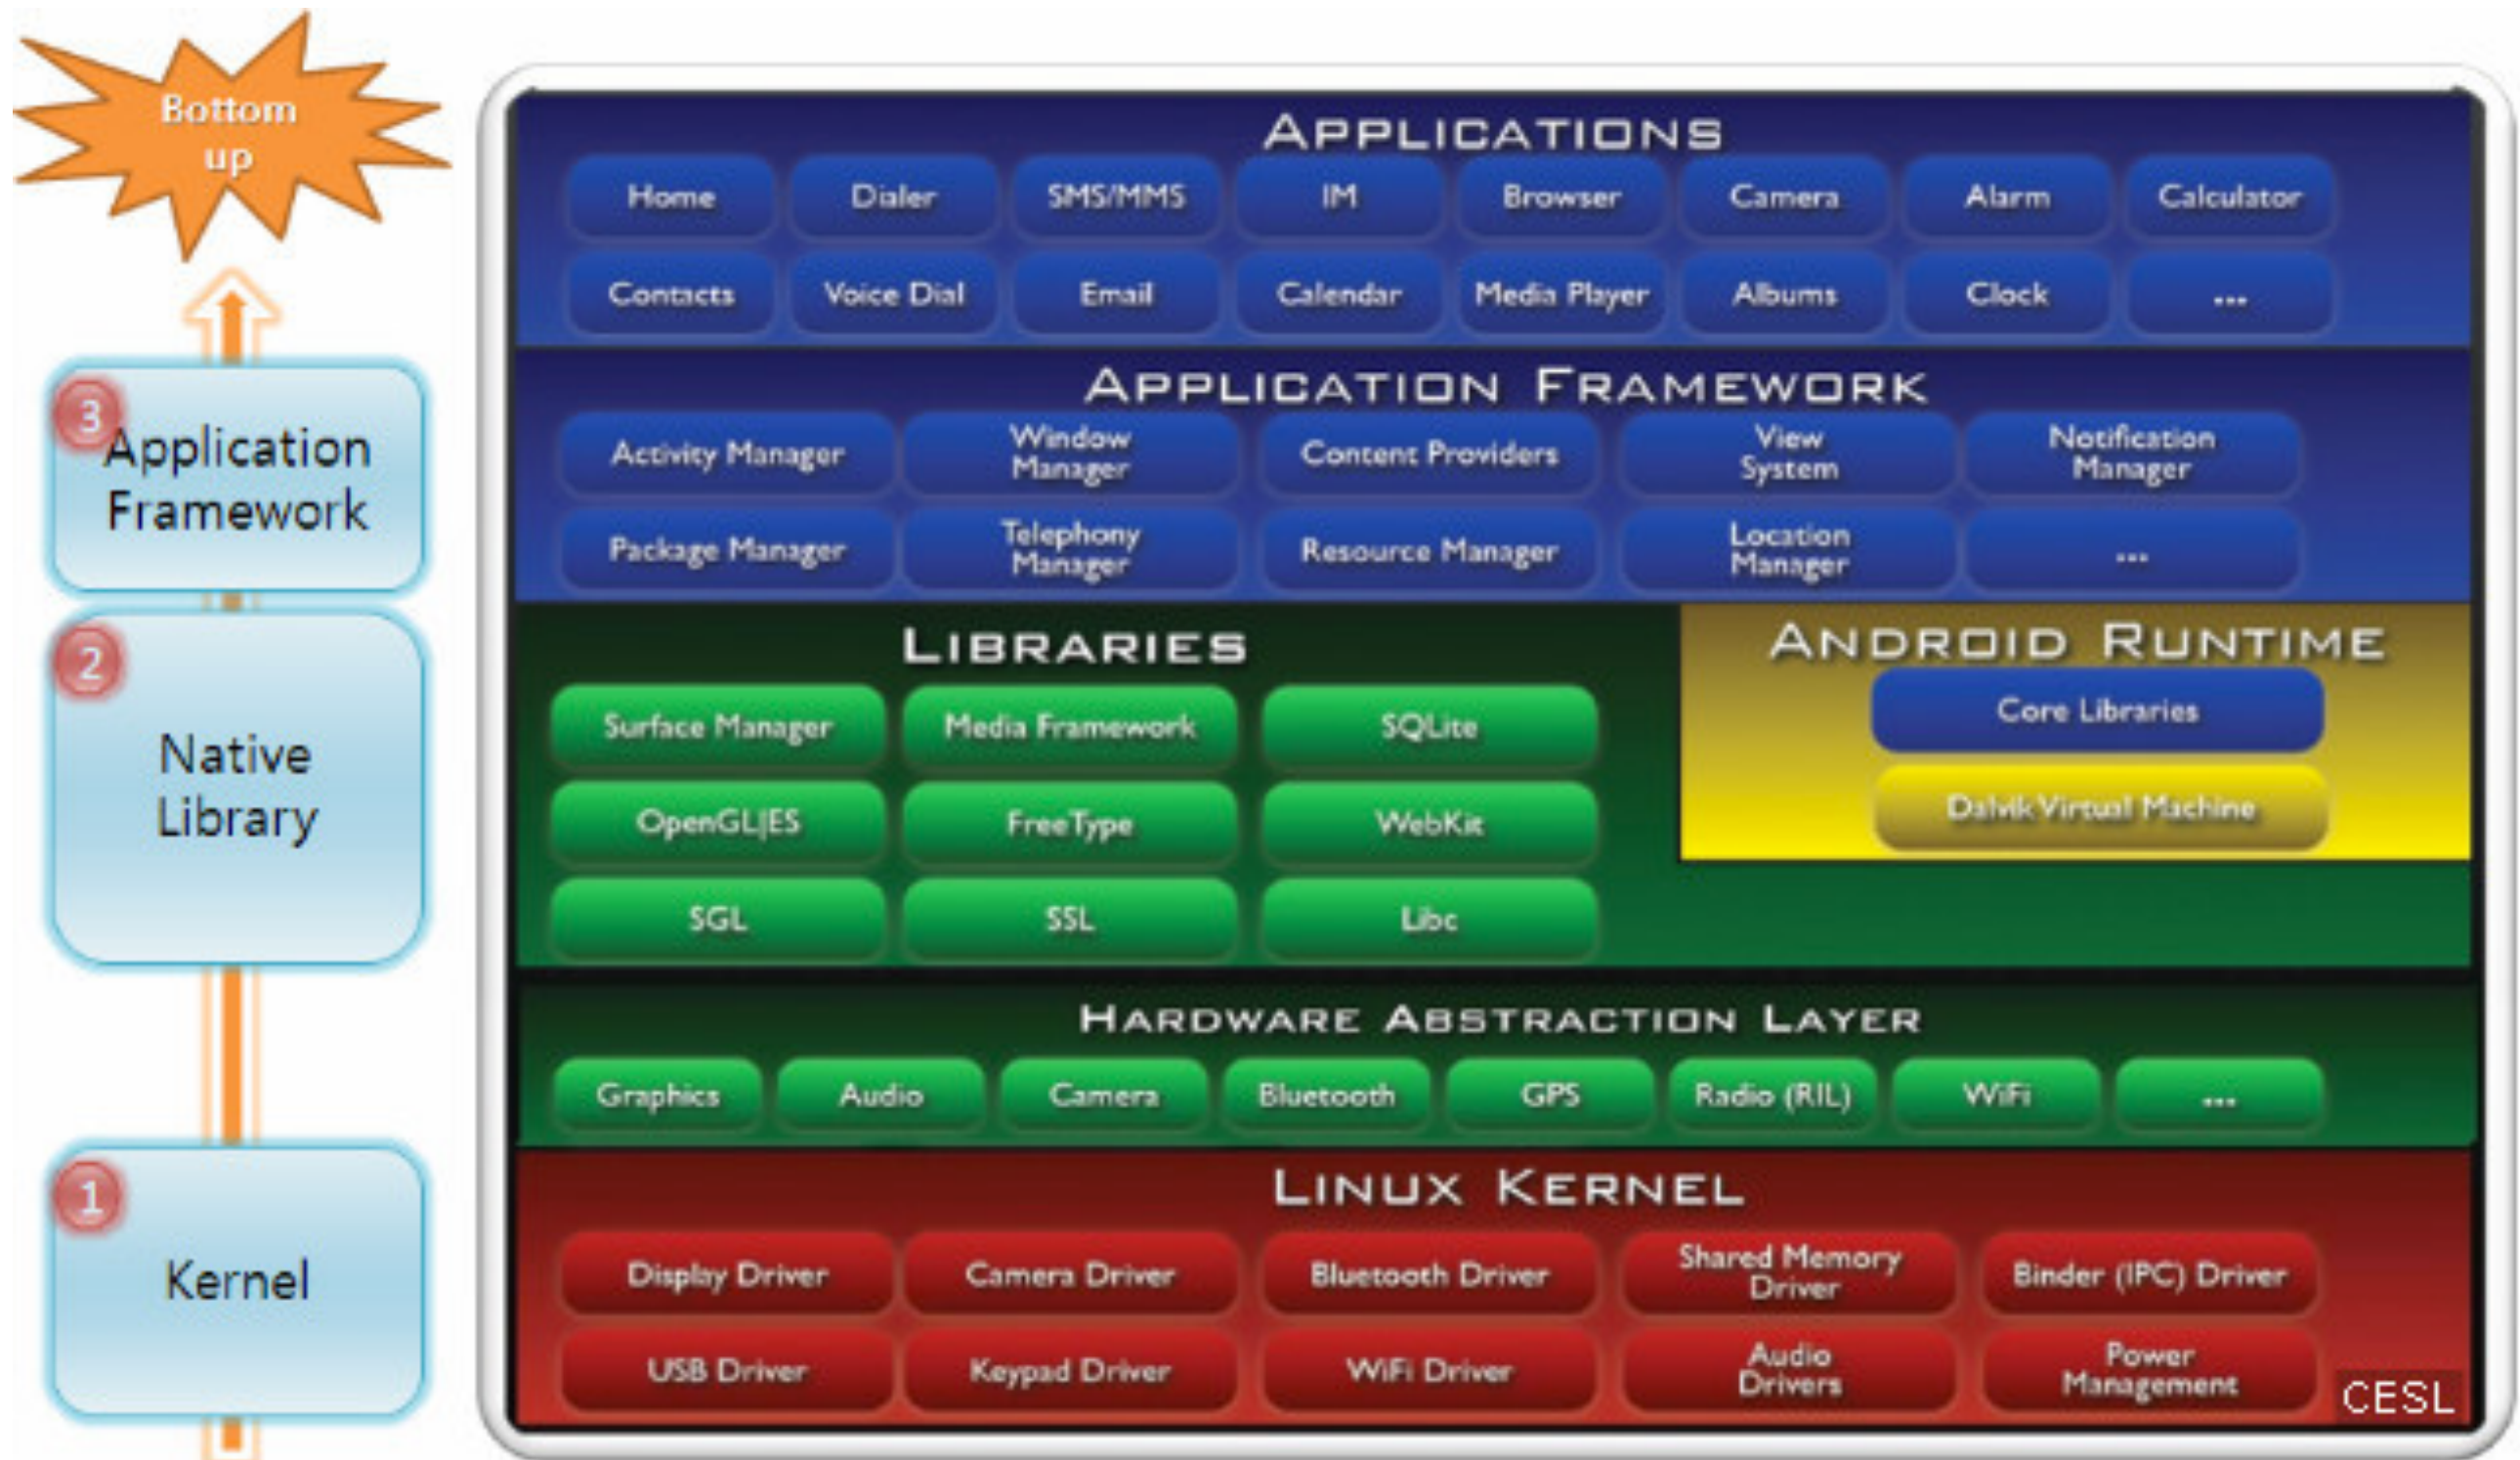 Bottom
up
3
Application
Framework
2
Native
Library
1
Kernel
APPLICATIONS
Home Dialer SMS/MMS IM Browser Camera Alarm Calculator
Contacts Voice Dial Email Calendar Media Player Albums Clock ...
APPLICATION FRAMEWORK
Activity Manager
Window
Manager
Content Providers
View
System
Notification
Manager
Package Manager
Telephony
Manager
Resource Manager
Location
Manager
...
LIBRARIES
Surface Manager Media Framework SQLite
OpenGL|ES FreeType WebKit
SGL SSL Libc
ANDROID RUNTIME
Core Libraries
Dalvik Virtual Machine
HARDWARE ABSTRACTION LAYER
Graphics Audio Camera Bluetooth GPS Radio (RIL) WiFi ...
LINUX KERNEL
Display Driver Camera Driver Bluetooth Driver
Shared Memory
Driver
Binder (IPC) Driver
USB Driver Keypad Driver WiFi Driver
Audio
Drivers
Power
Management
CESL